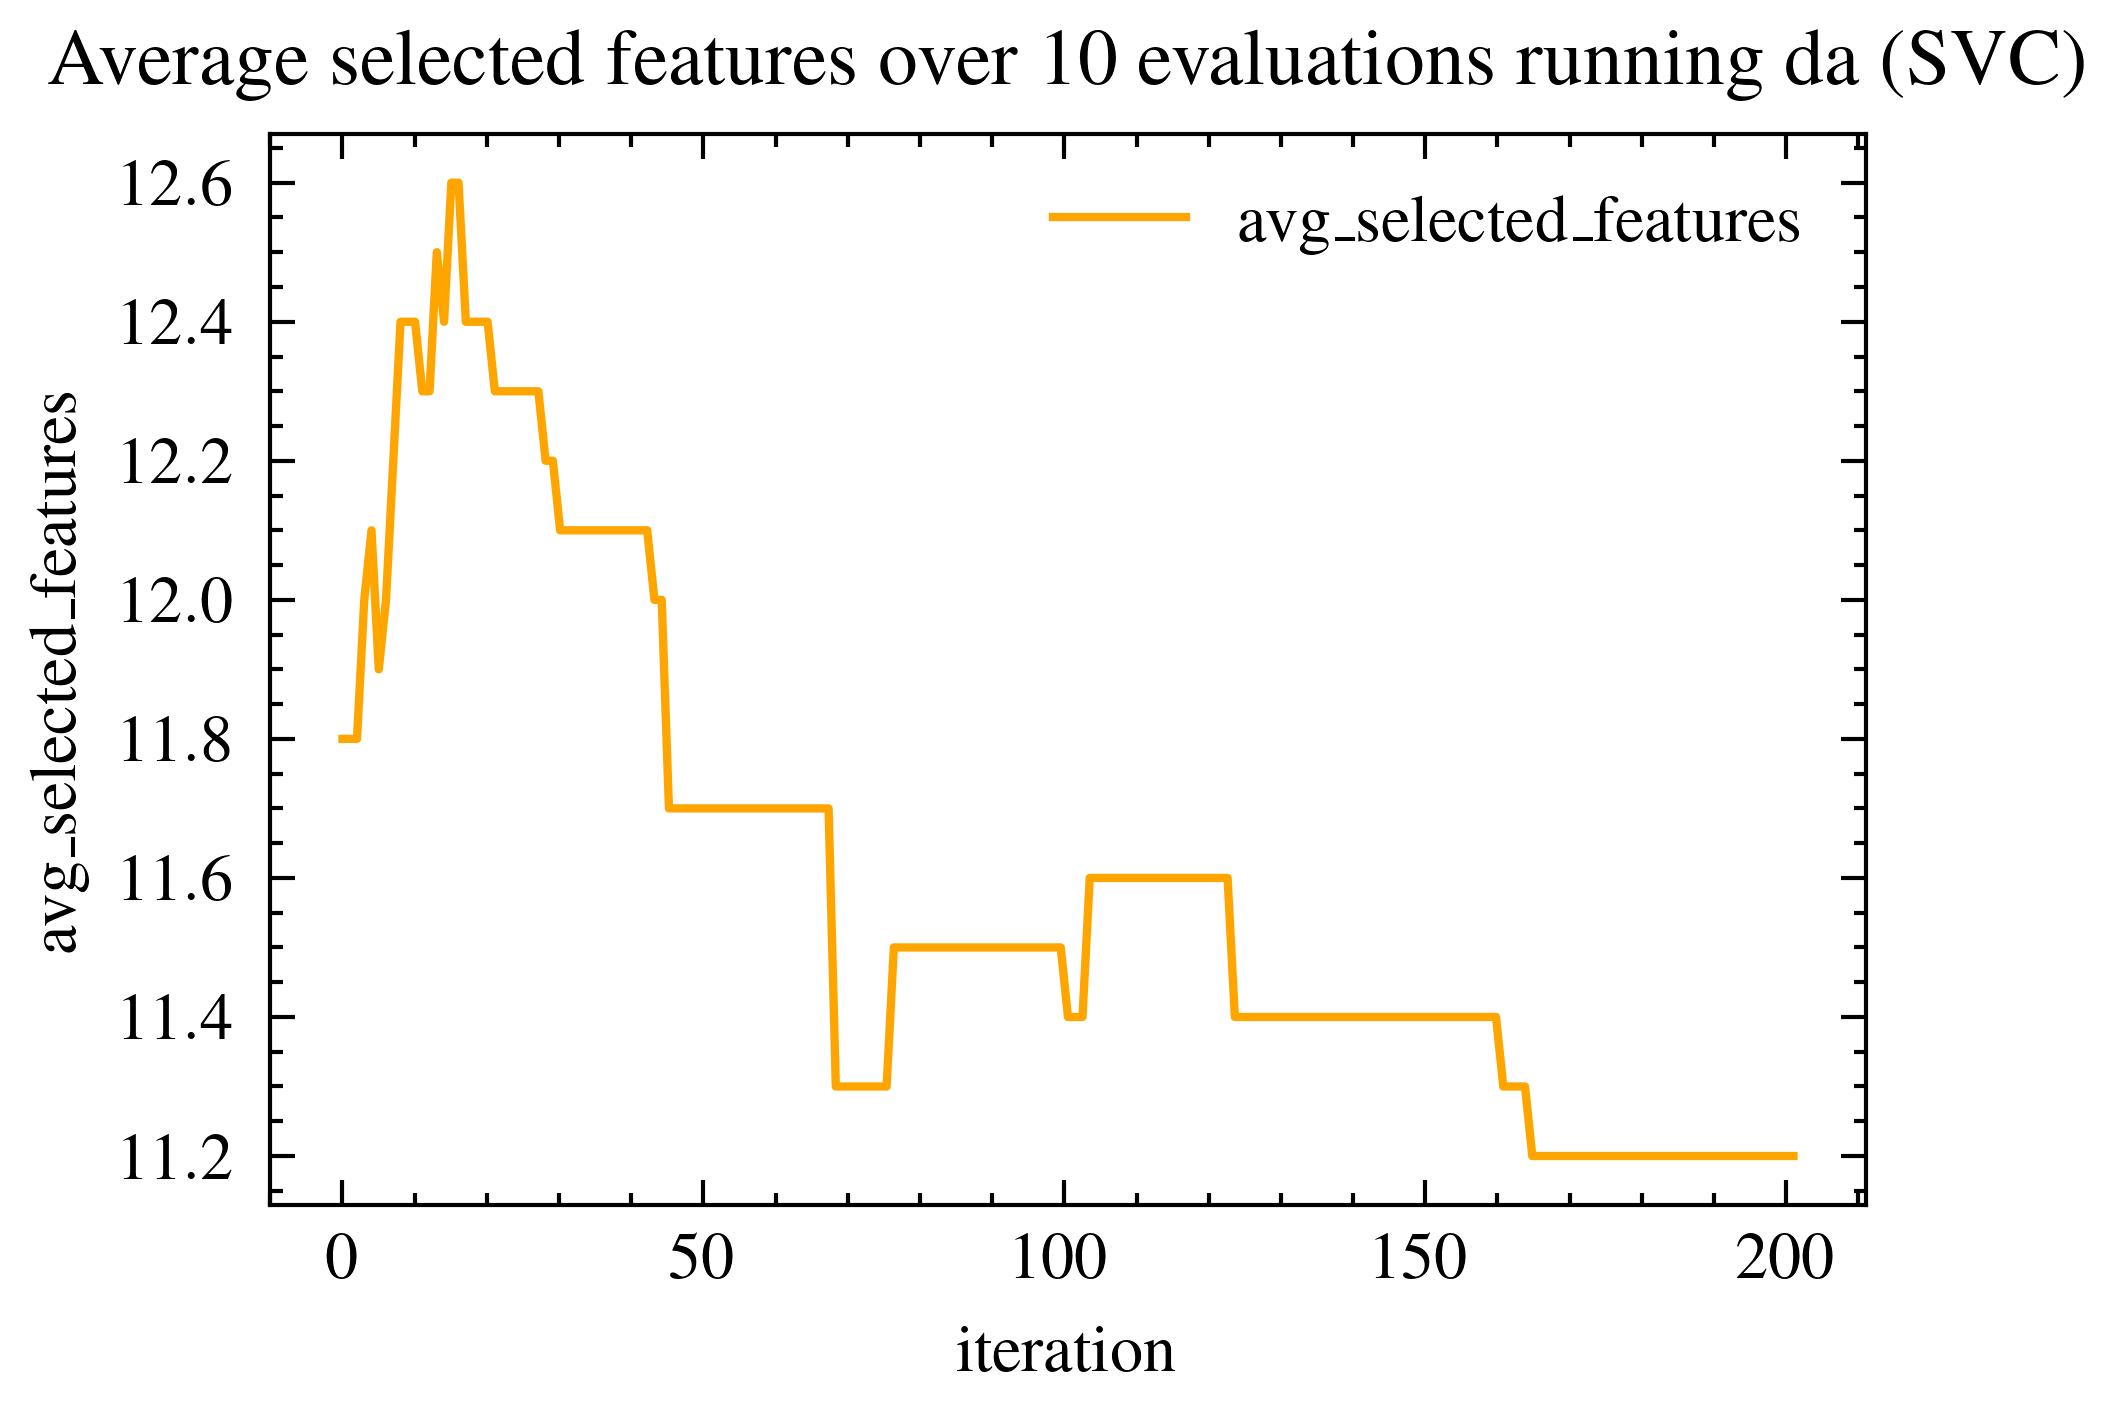 Average selected features over 10 evaluations running da (SVC)
avg_selected_features
avg_selected_features
12.6
12.4
12.2
12.0
11.8
11.6
11.4
11.2
0 50 100 150 200
iteration